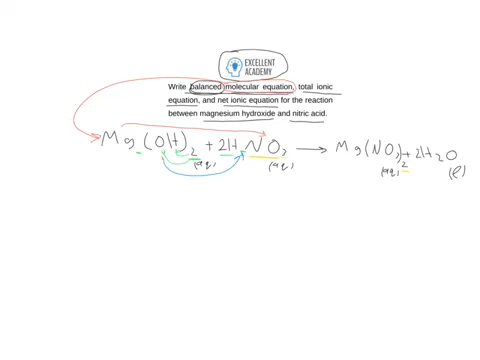 EXCELLENT
ACADEMY
Write balanced molecular equation, total ionic
equation, and net ionic equation for the reaction
between magnesium hydroxide and nitric acid.
Mg(OH)₂ + 2HNO₃ → Mg(NO₃)₂ + 2H₂O
(aq) (aq) (aq) (l)